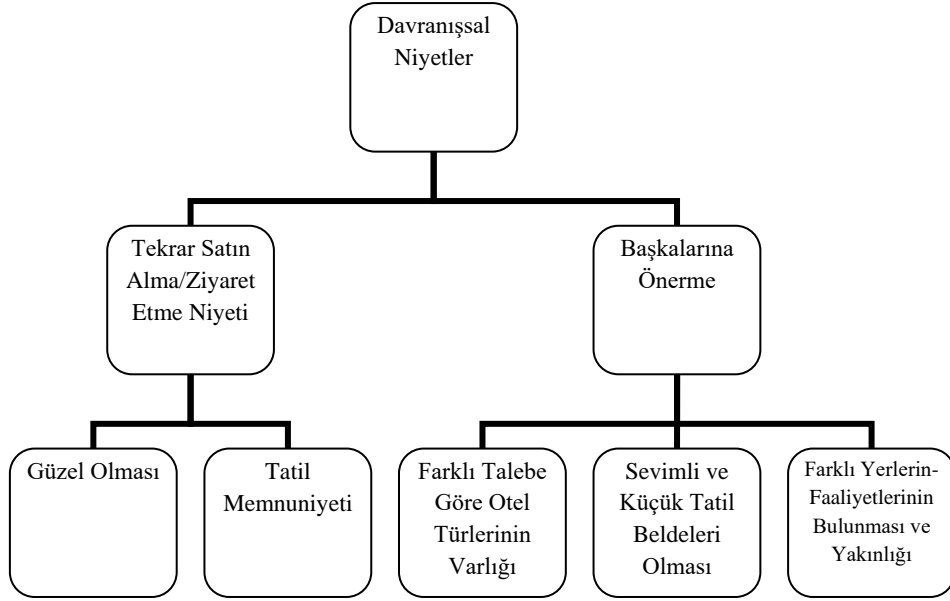 Davranışsal
Niyetler
Tekrar Satın
Alma/Ziyaret
Etme Niyeti
Başkalarına
Önerme
Güzel Olması
Tatil
Memnuniyeti
Farklı Talebe
Göre Otel
Türlerinin
Varlığı
Sevimli ve
Küçük Tatil
Beldeleri
Olması
Farklı Yerlerin-
Faaliyetlerinin
Bulunması ve
Yakınlığı